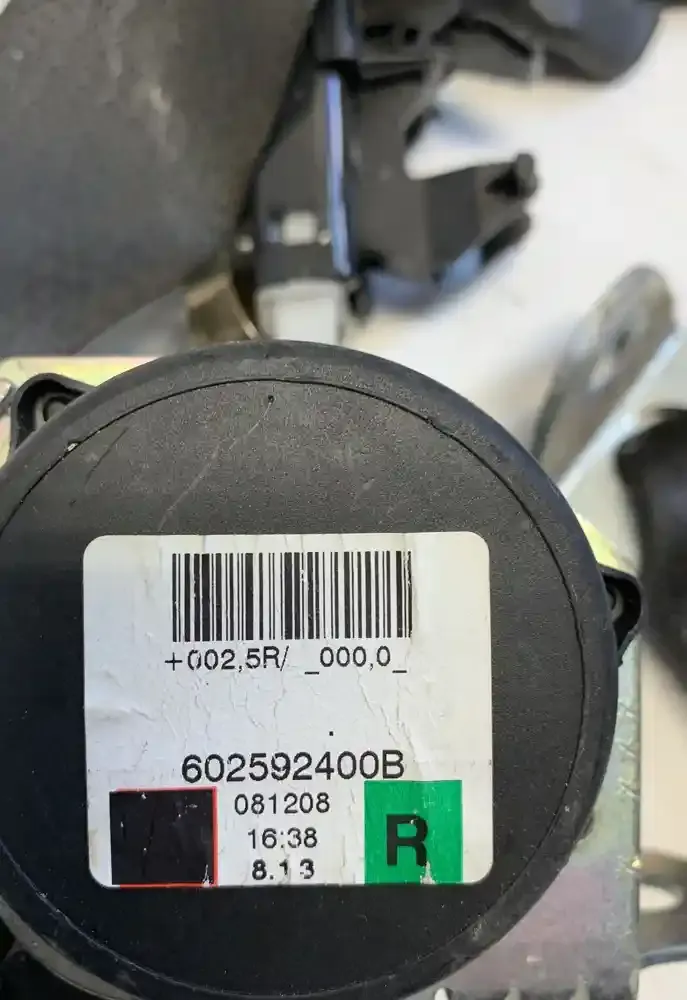 +002,5R/ _000,0_
602592400B
081208
16:38
8.13
R